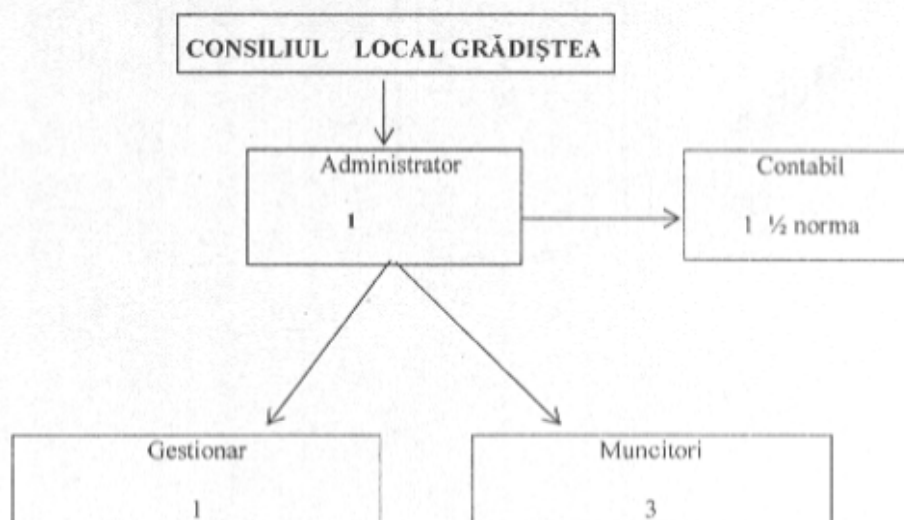 CONSILIUL LOCAL GRĂDIŞTEA
Administrator
1
Contabil
1 ½ norma
Gestionar
1
Muncitori
3